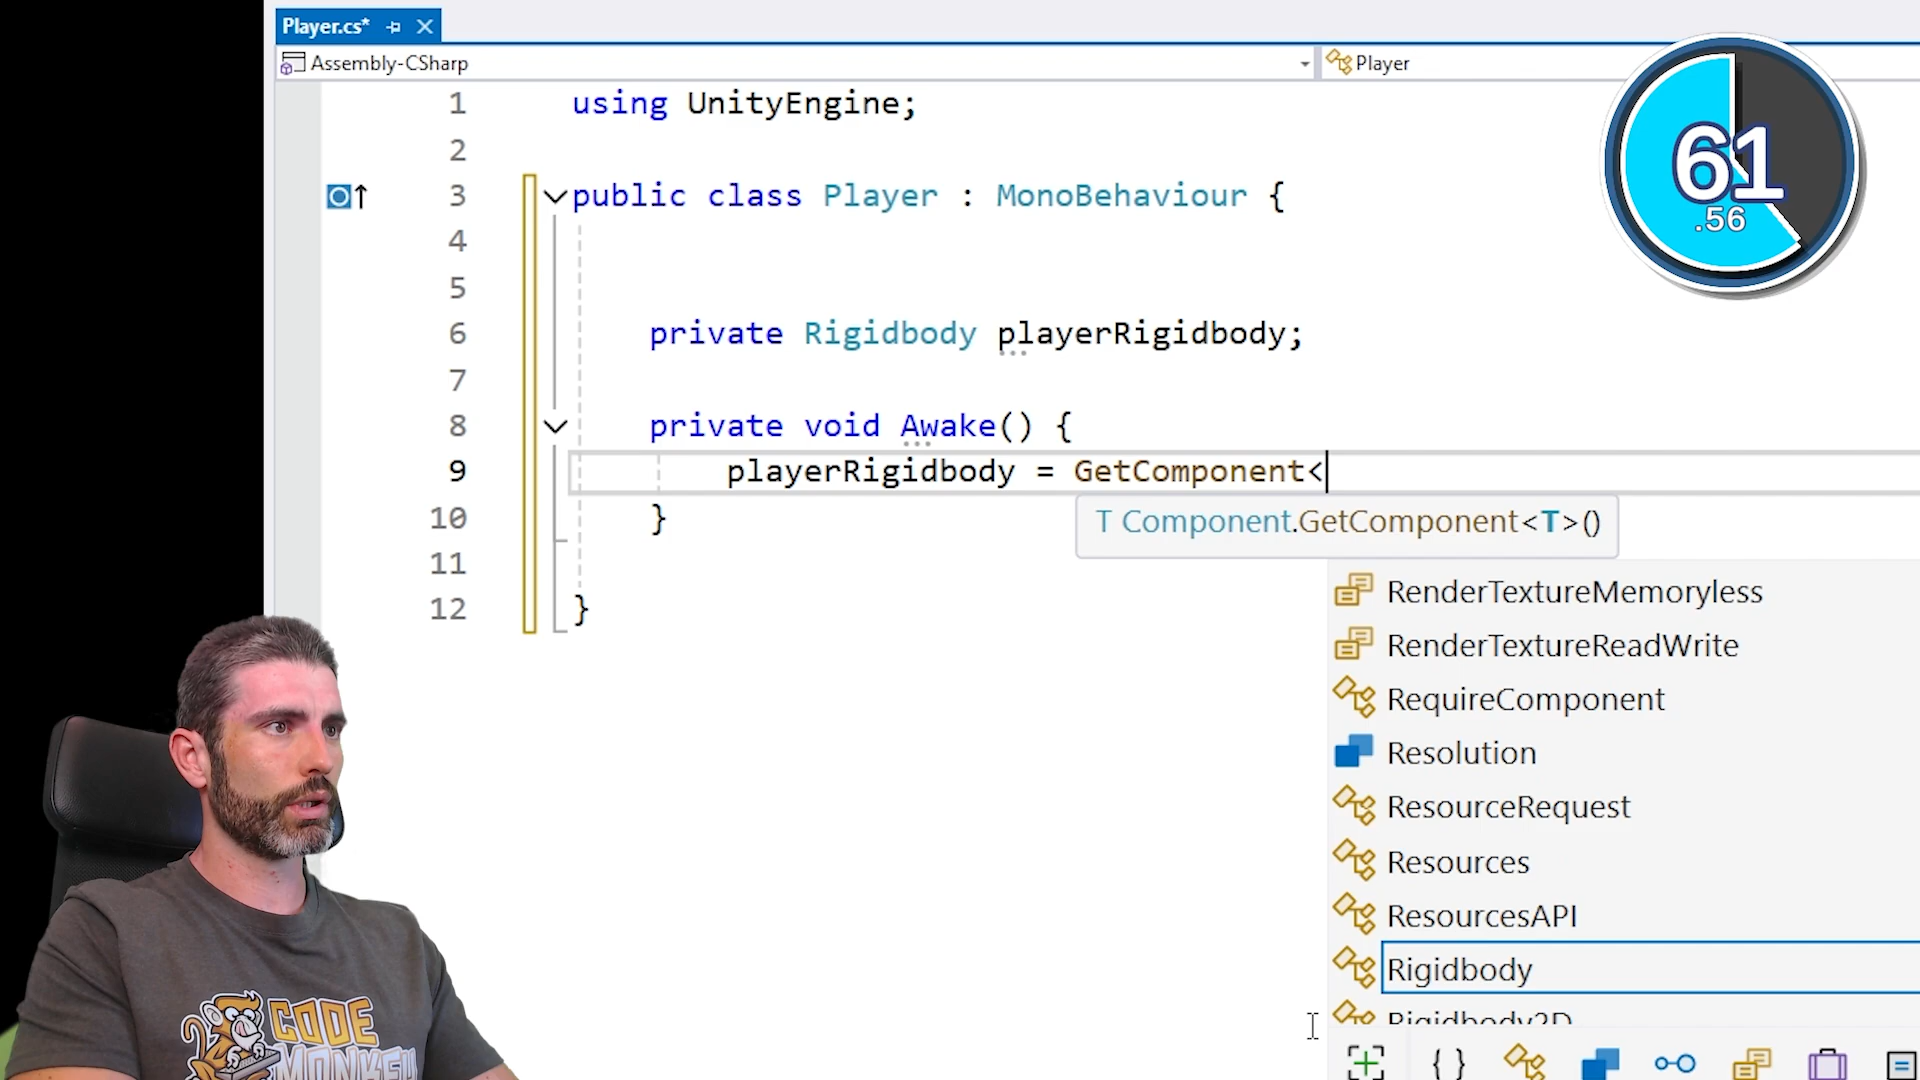 Player.cs*
Assembly-CSharp
Player
61
.56
1 using UnityEngine;
2
3 public class Player : MonoBehaviour {
4
5
6 private Rigidbody playerRigidbody;
7
8 private void Awake() {
9 playerRigidbody = GetComponent<
T Component.GetComponent<T>()
10 }
11
12 }
RenderTextureMemoryless
RenderTextureReadWrite
RequireComponent
Resolution
ResourceRequest
Resources
ResourcesAPI
Rigidbody
Rigidbody2D
CODE
MONKEY